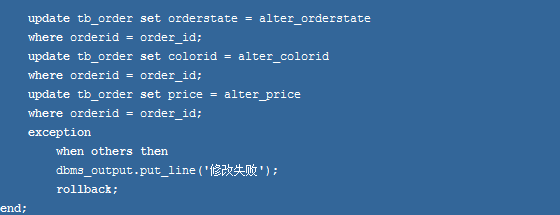 update tb_order set orderstate = alter_orderstate
where orderid = order_id;
update tb_order set colorid = alter_colorid
where orderid = order_id;
update tb_order set price = alter_price
where orderid = order_id;
exception
when others then
dbms_output.put_line('修改失败');
rollback;
end;